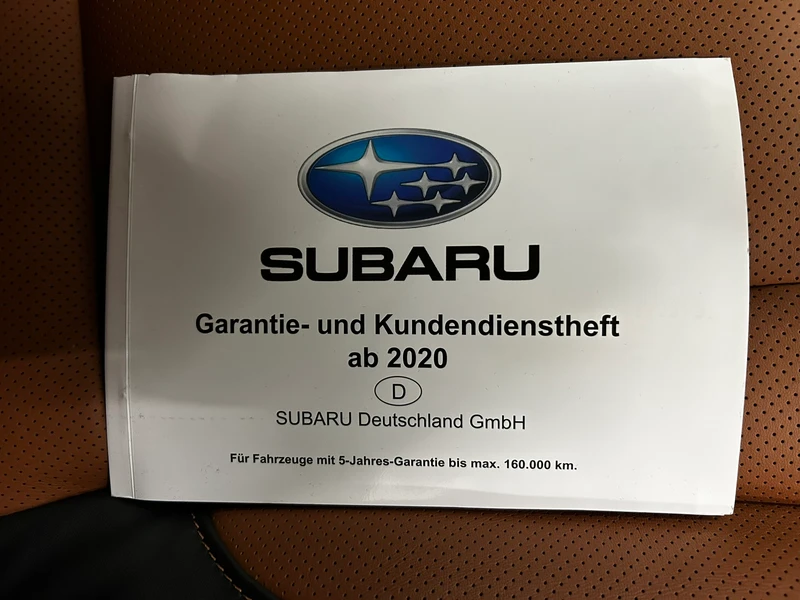 SUBARU
Garantie- und Kundendienstheft
ab 2020
D
SUBARU Deutschland GmbH
Für Fahrzeuge mit 5-Jahres-Garantie bis max. 160.000 km.